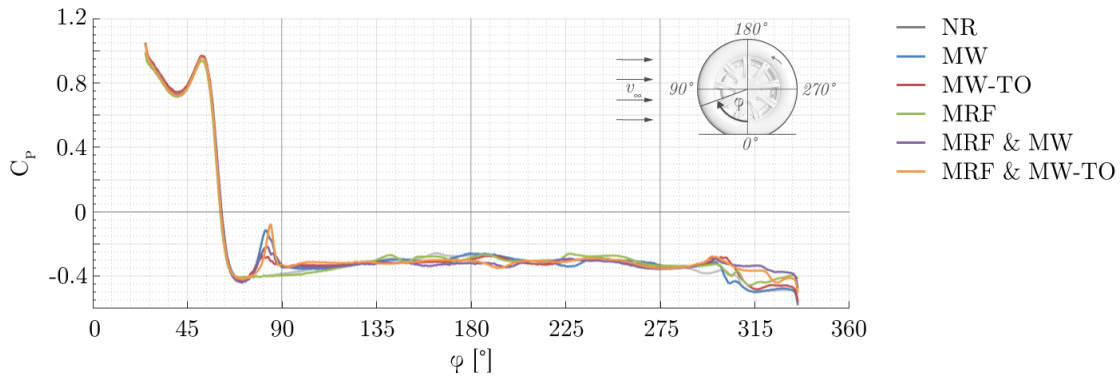 1.2
0.8
0.4
0
-0.4
C_P
0 45 90 135 180 225 275 315 360
φ [°]
v_∞
180°
90°
270°
φ
0°
NR
MW
MW-TO
MRF
MRF & MW
MRF & MW-TO